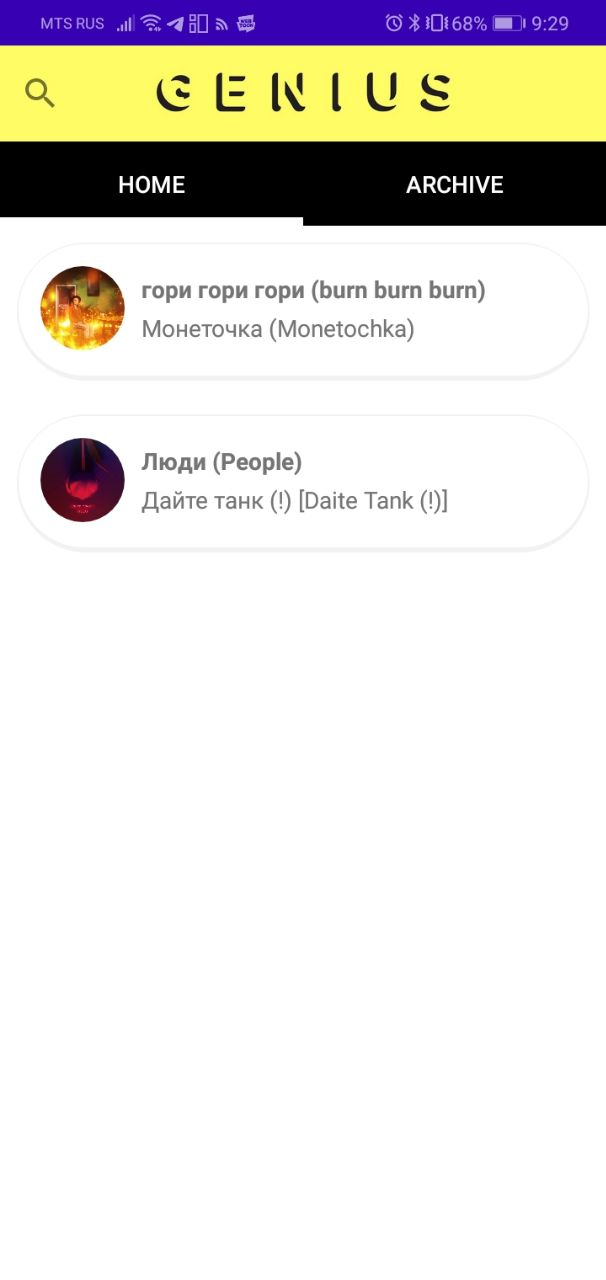 MTS RUS 68% 9:29
GENIUS
HOME ARCHIVE
гори гори гори (burn burn burn)
Монеточка (Monetochka)
Люди (People)
Дайте танк (!) [Daite Tank (!)]